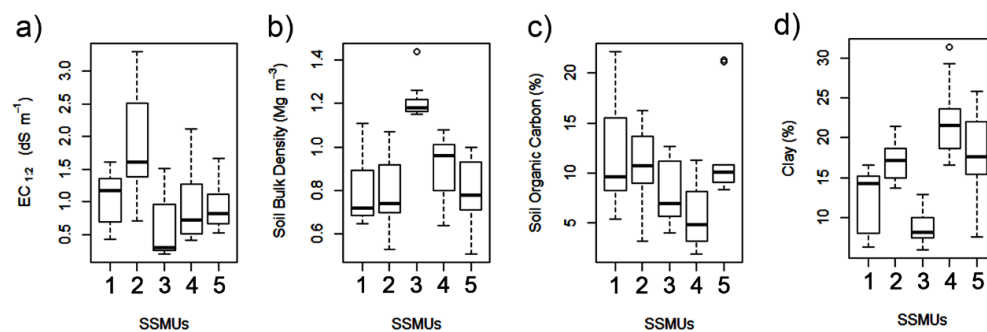 a)
EC1:2 (dS m−1)
0.5 1.0 1.5 2.0 2.5 3.0
1 2 3 4 5
SSMUs
b)
Soil Bulk Density (Mg m−3)
0.6 0.8 1.0 1.2 1.4
1 2 3 4 5
SSMUs
c)
Soil Organic Carbon (%)
5 10 15 20
1 2 3 4 5
SSMUs
d)
Clay (%)
10 15 20 25 30
1 2 3 4 5
SSMUs